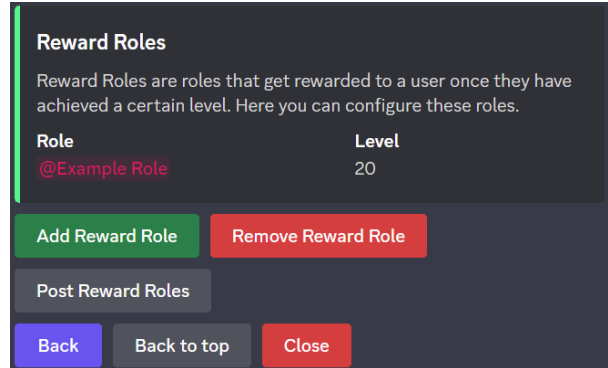 Reward Roles
Reward Roles are roles that get rewarded to a user once they have
achieved a certain level. Here you can configure these roles.
Role Level
@Example Role 20
Add Reward Role Remove Reward Role
Post Reward Roles
Back Back to top Close